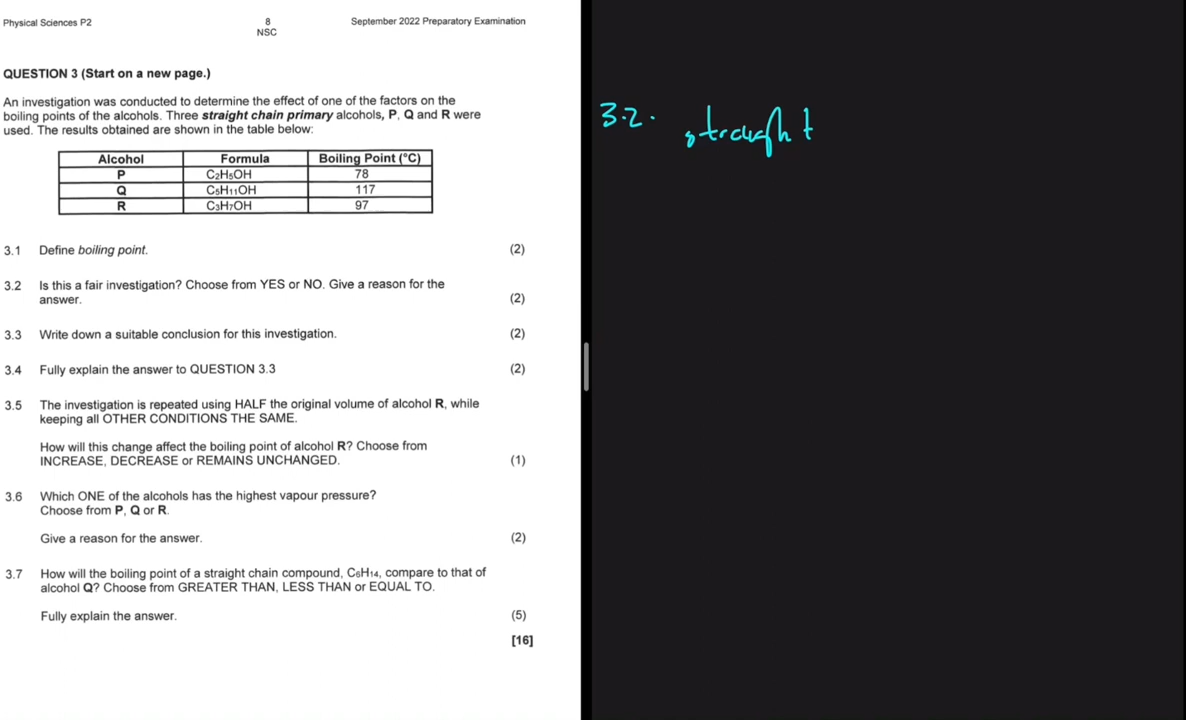 Physical Sciences P2
8
NSC
September 2022 Preparatory Examination
QUESTION 3 (Start on a new page.)
An investigation was conducted to determine the effect of one of the factors on the
boiling points of the alcohols. Three straight chain primary alcohols, P, Q and R were
used. The results obtained are shown in the table below:
Alcohol Formula Boiling Point (°C)
P C₂H₅OH 78
Q C₅H₁₁OH 117
R C₃H₇OH 97
3.1 Define boiling point. (2)
3.2 Is this a fair investigation? Choose from YES or NO. Give a reason for the
answer. (2)
3.3 Write down a suitable conclusion for this investigation. (2)
3.4 Fully explain the answer to QUESTION 3.3 (2)
3.5 The investigation is repeated using HALF the original volume of alcohol R, while
keeping all OTHER CONDITIONS THE SAME.
How will this change affect the boiling point of alcohol R? Choose from
INCREASE, DECREASE or REMAINS UNCHANGED. (1)
3.6 Which ONE of the alcohols has the highest vapour pressure?
Choose from P, Q or R.
Give a reason for the answer. (2)
3.7 How will the boiling point of a straight chain compound, C₆H₁₄, compare to that of
alcohol Q? Choose from GREATER THAN, LESS THAN or EQUAL TO.
Fully explain the answer. (5)
[16]
3.2. straight